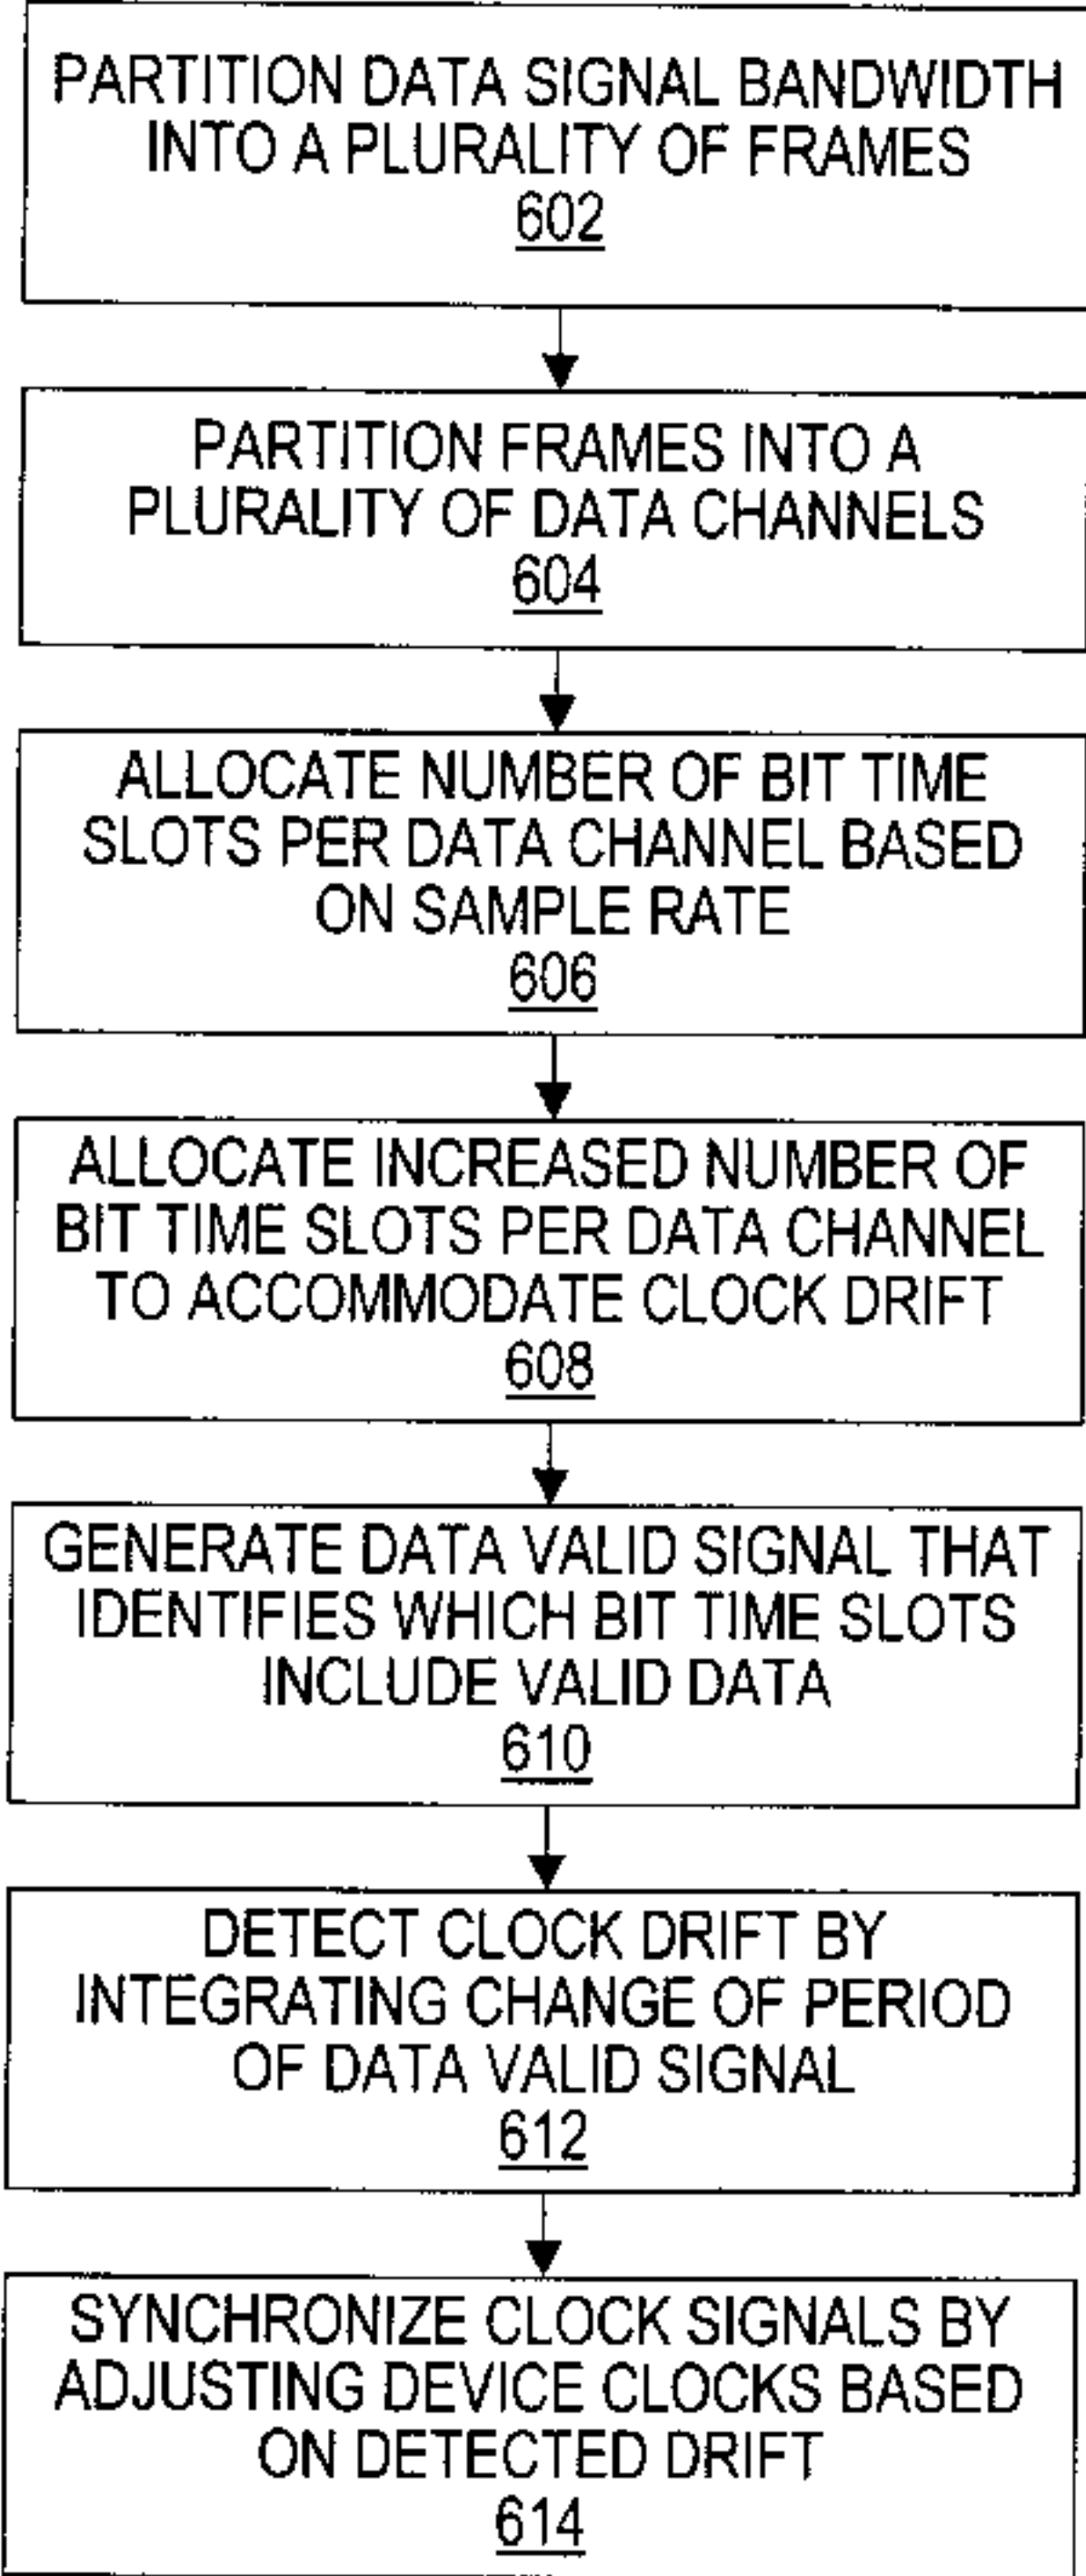 PARTITION DATA SIGNAL BANDWIDTH
INTO A PLURALITY OF FRAMES
602
PARTITION FRAMES INTO A
PLURALITY OF DATA CHANNELS
604
ALLOCATE NUMBER OF BIT TIME
SLOTS PER DATA CHANNEL BASED
ON SAMPLE RATE
606
ALLOCATE INCREASED NUMBER OF
BIT TIME SLOTS PER DATA CHANNEL
TO ACCOMMODATE CLOCK DRIFT
608
GENERATE DATA VALID SIGNAL THAT
IDENTIFIES WHICH BIT TIME SLOTS
INCLUDE VALID DATA
610
DETECT CLOCK DRIFT BY
INTEGRATING CHANGE OF PERIOD
OF DATA VALID SIGNAL
612
SYNCHRONIZE CLOCK SIGNALS BY
ADJUSTING DEVICE CLOCKS BASED
ON DETECTED DRIFT
614